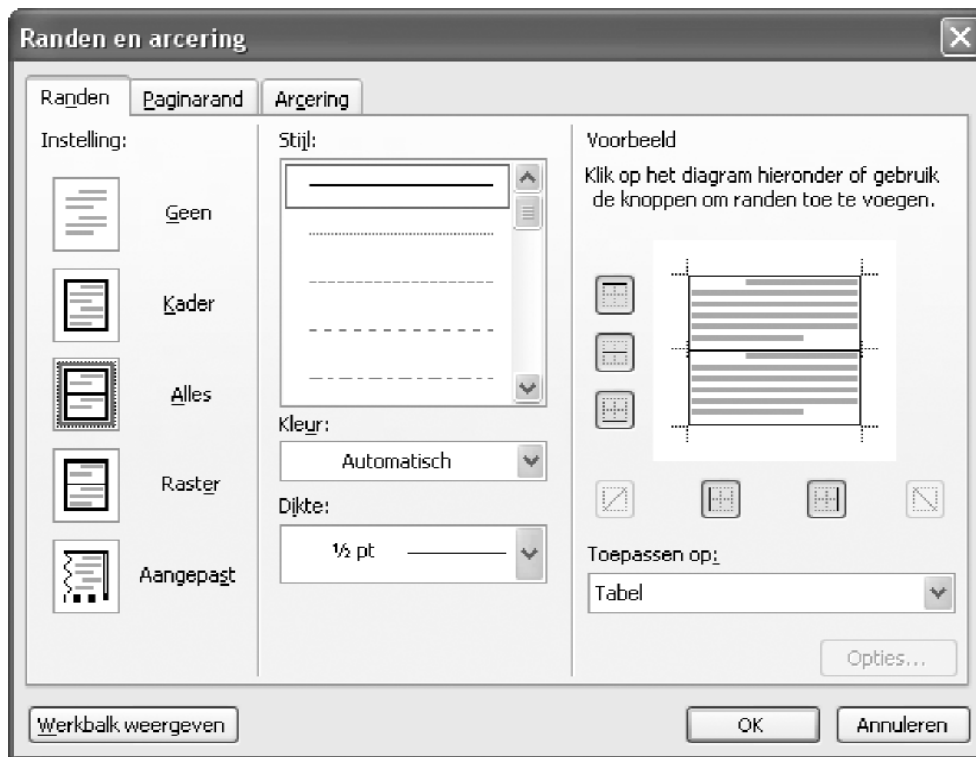 Randen en arcering
Randen
Paginarand
Arcering
Instelling:
Geen
Kader
Alles
Raster
Aangepast
Stijl:
Kleur:
Automatisch
Dikte:
½ pt
Voorbeeld
Klik op het diagram hieronder of gebruik
de knoppen om randen toe te voegen.
Toepassen op:
Tabel
Opties...
Werkbalk weergeven
OK
Annuleren